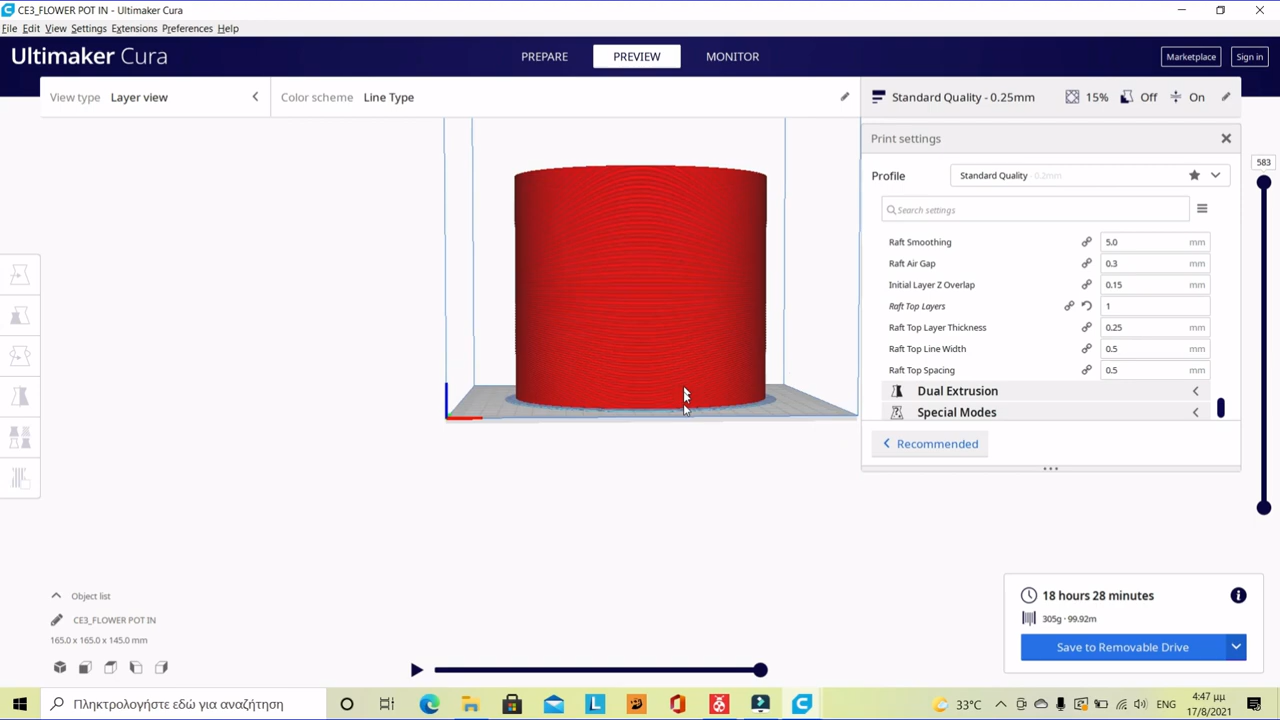 CE3_FLOWER POT IN - Ultimaker Cura
File Edit View Settings Extensions Preferences Help
Ultimaker Cura
PREPARE PREVIEW MONITOR
Marketplace Sign in
View type Layer view
Color scheme Line Type
Standard Quality - 0.25mm 15% Off On
Print settings
Profile Standard Quality - 0.2mm
Search settings
Raft Smoothing 5.0 mm
Raft Air Gap 0.3 mm
Initial Layer Z Overlap 0.15 mm
Raft Top Layers 1
Raft Top Layer Thickness 0.25 mm
Raft Top Line Width 0.5 mm
Raft Top Spacing 0.5 mm
Dual Extrusion
Special Modes
Recommended
583
Object list
CE3_FLOWER POT IN
165.0 x 165.0 x 145.0 mm
18 hours 28 minutes
305g · 99.92m
Save to Removable Drive
Πληκτρολογήστε εδώ για αναζήτηση
33°C
ENG
4:47 μμ
17/8/2021